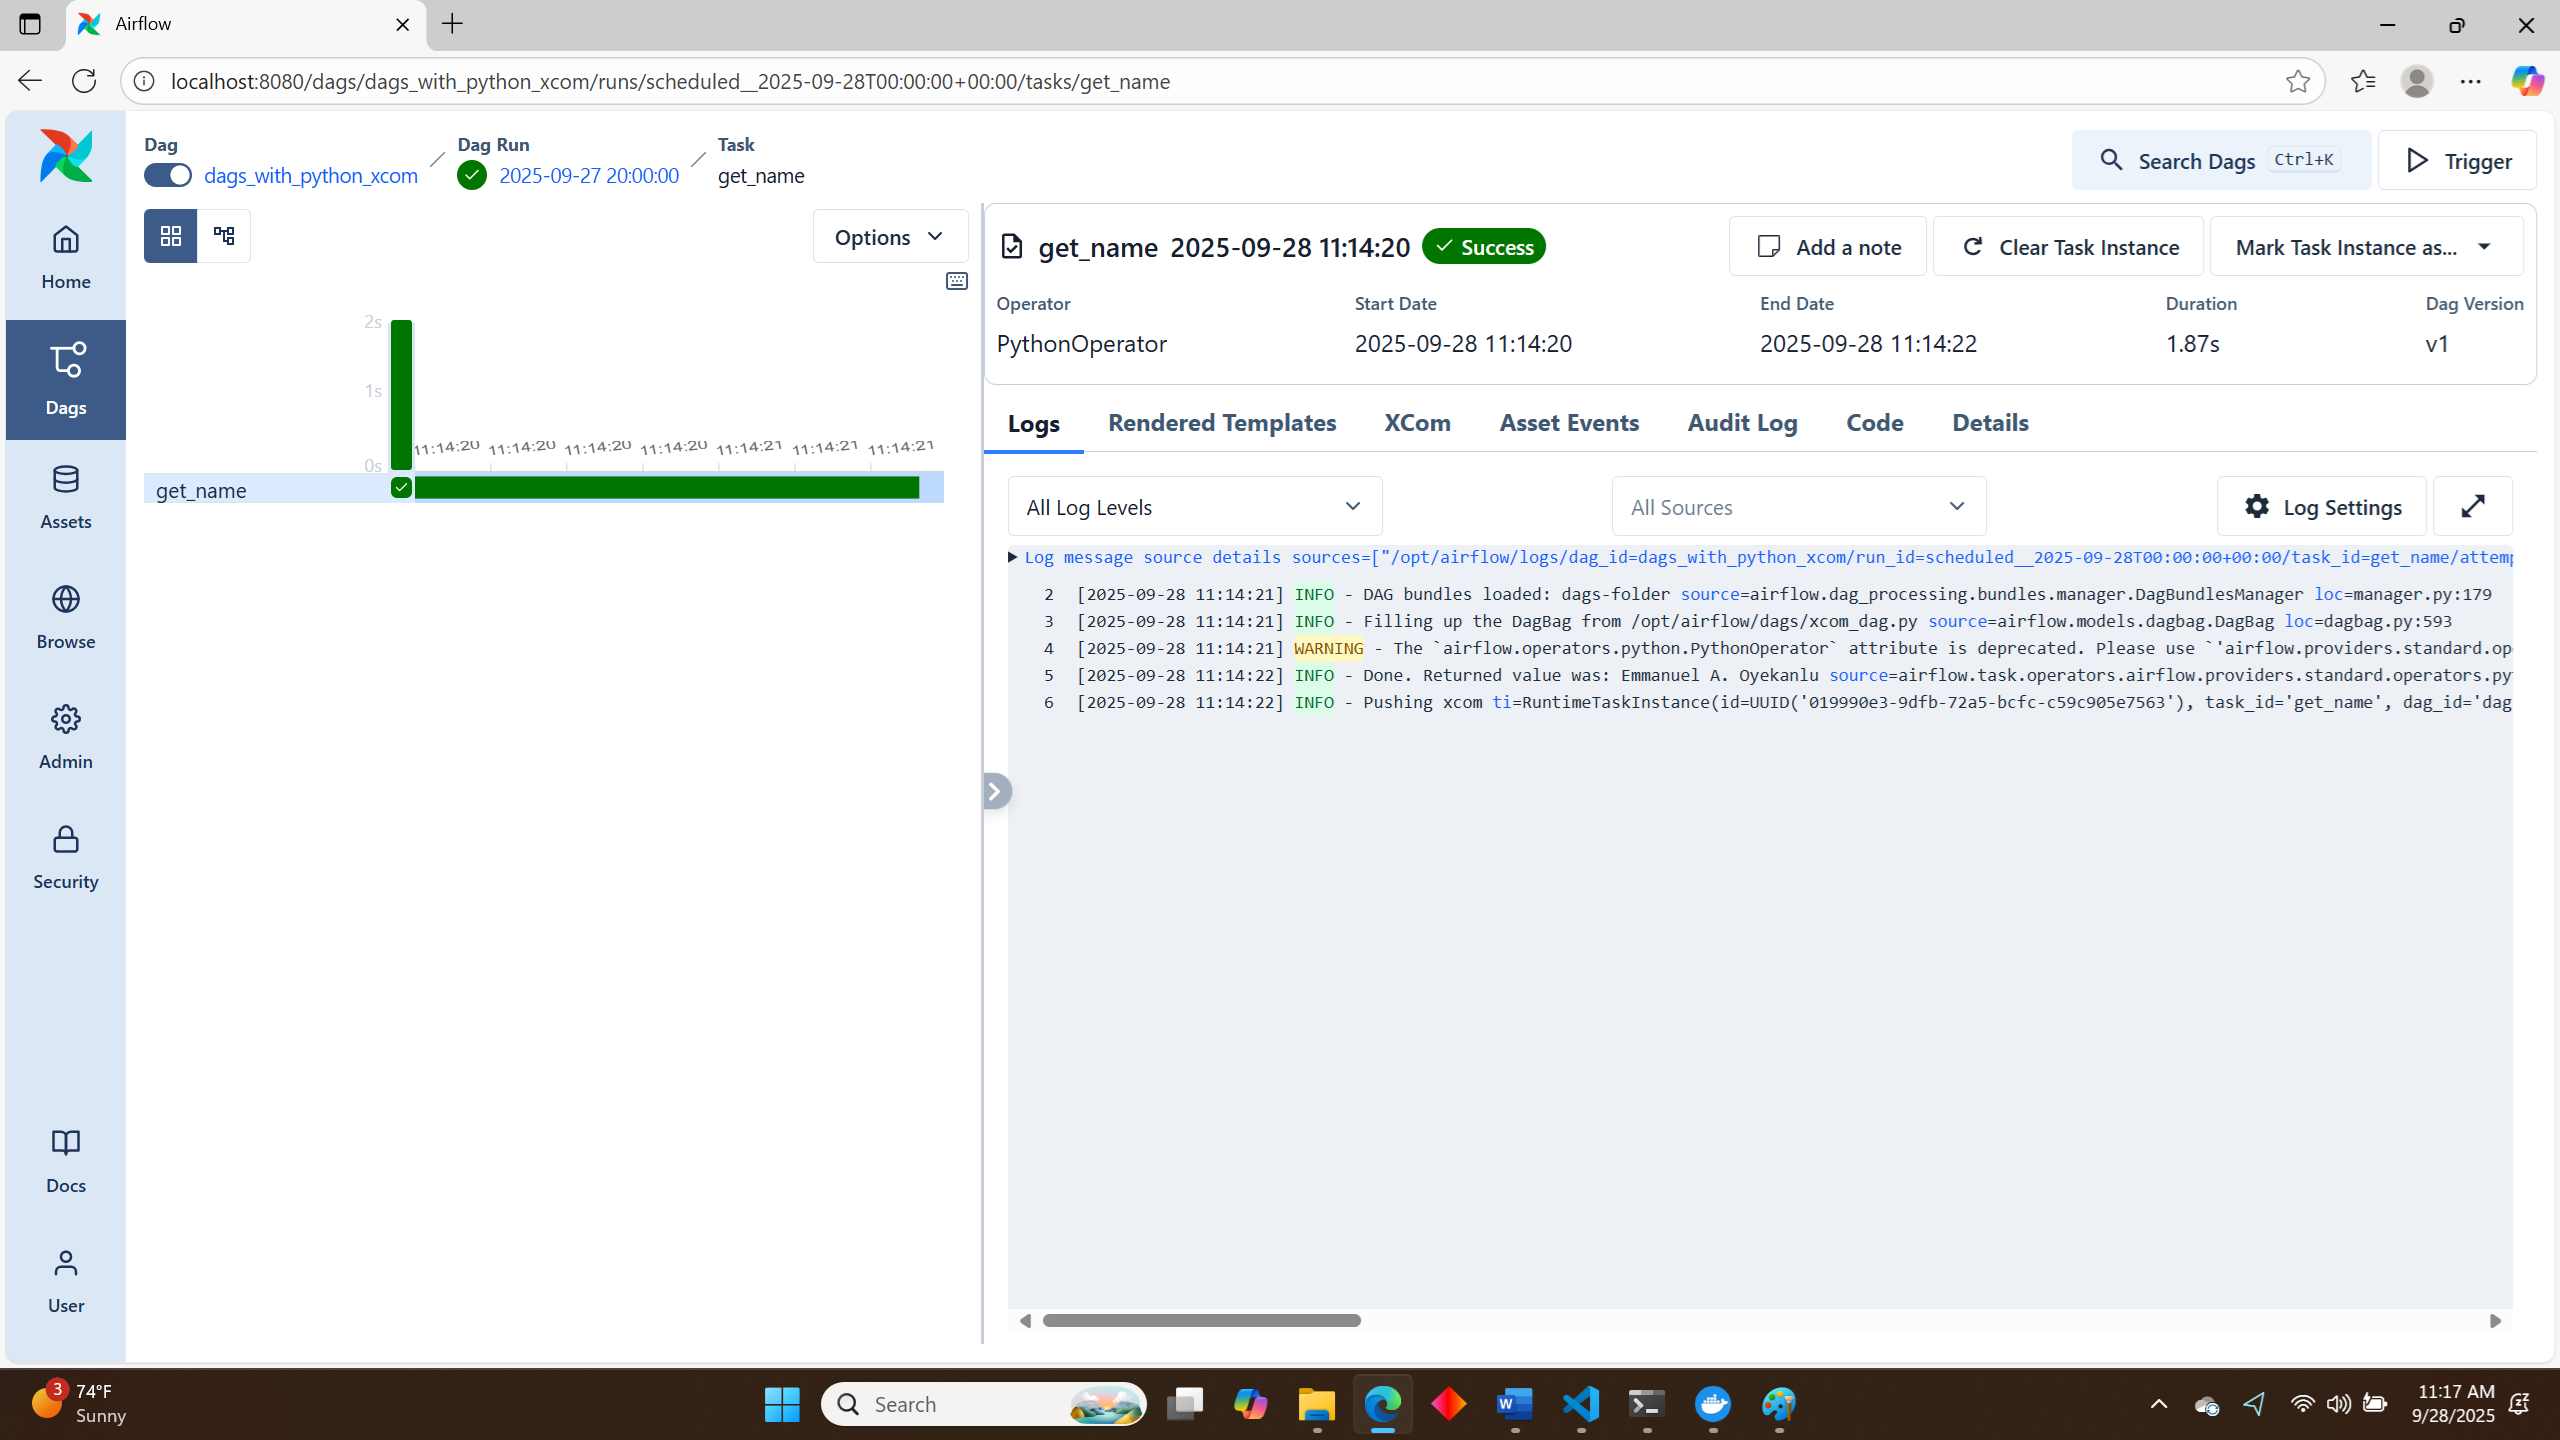 Airflow
localhost:8080/dags/dags_with_python_xcom/runs/scheduled__2025-09-28T00:00:00+00:00/tasks/get_name
Dag
dags_with_python_xcom
Dag Run
2025-09-27 20:00:00
Task
get_name
Search Dags Ctrl+K
Trigger
Home
Dags
Assets
Browse
Admin
Security
Docs
User
Options
2s
1s
0s
11:14:20 11:14:20 11:14:20 11:14:20 11:14:21 11:14:21 11:14:21
get_name
get_name 2025-09-28 11:14:20 Success
Add a note
Clear Task Instance
Mark Task Instance as...
Operator Start Date End Date Duration Dag Version
PythonOperator 2025-09-28 11:14:20 2025-09-28 11:14:22 1.87s v1
Logs Rendered Templates XCom Asset Events Audit Log Code Details
All Log Levels All Sources Log Settings
Log message source details sources=["/opt/airflow/logs/dag_id=dags_with_python_xcom/run_id=scheduled__2025-09-28T00:00:00+00:00/task_id=get_name/attemp
2 [2025-09-28 11:14:21] INFO - DAG bundles loaded: dags-folder source=airflow.dag_processing.bundles.manager.DagBundlesManager loc=manager.py:179
3 [2025-09-28 11:14:21] INFO - Filling up the DagBag from /opt/airflow/dags/xcom_dag.py source=airflow.models.dagbag.DagBag loc=dagbag.py:593
4 [2025-09-28 11:14:21] WARNING - The `airflow.operators.python.PythonOperator` attribute is deprecated. Please use `'airflow.providers.standard.op
5 [2025-09-28 11:14:22] INFO - Done. Returned value was: Emmanuel A. Oyekanlu source=airflow.task.operators.airflow.providers.standard.operators.py
6 [2025-09-28 11:14:22] INFO - Pushing xcom ti=RuntimeTaskInstance(id=UUID('019990e3-9dfb-72a5-bcfc-c59c905e7563'), task_id='get_name', dag_id='dag
3
74°F
Sunny
Search
11:17 AM
9/28/2025